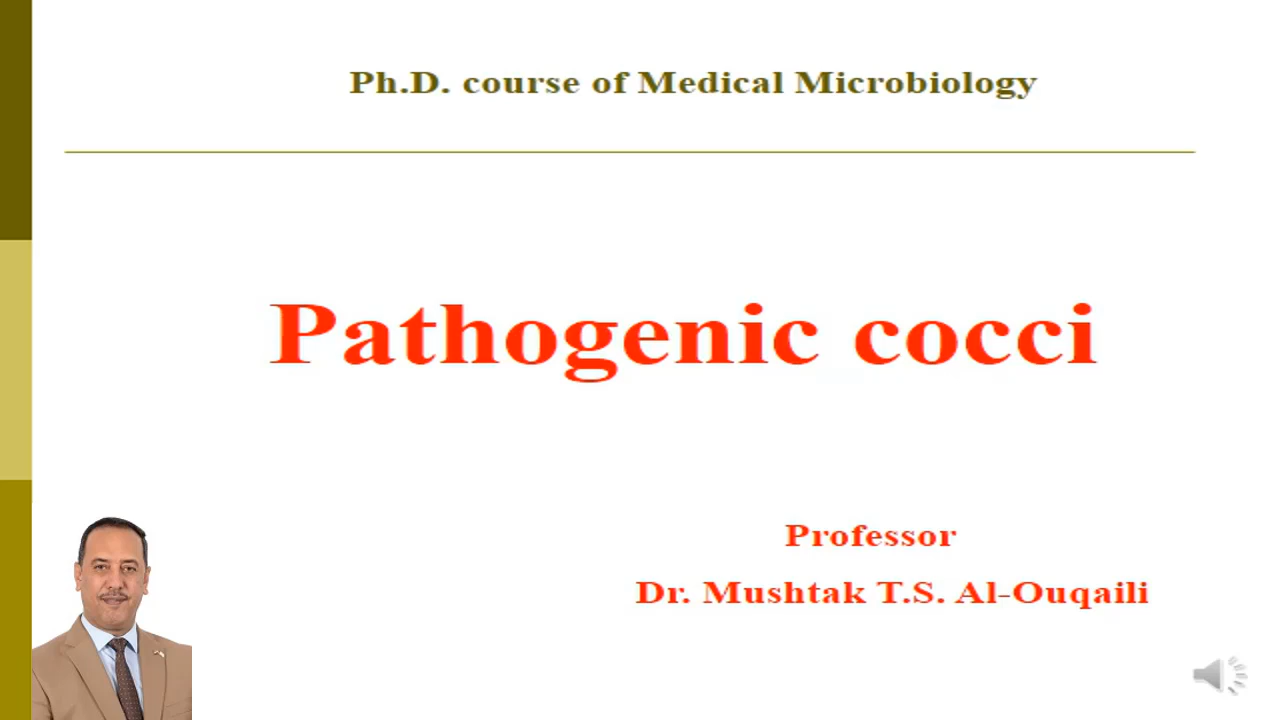 Ph.D. course of Medical Microbiology
Pathogenic cocci
Professor
Dr. Mushtak T.S. Al-Ouqaili